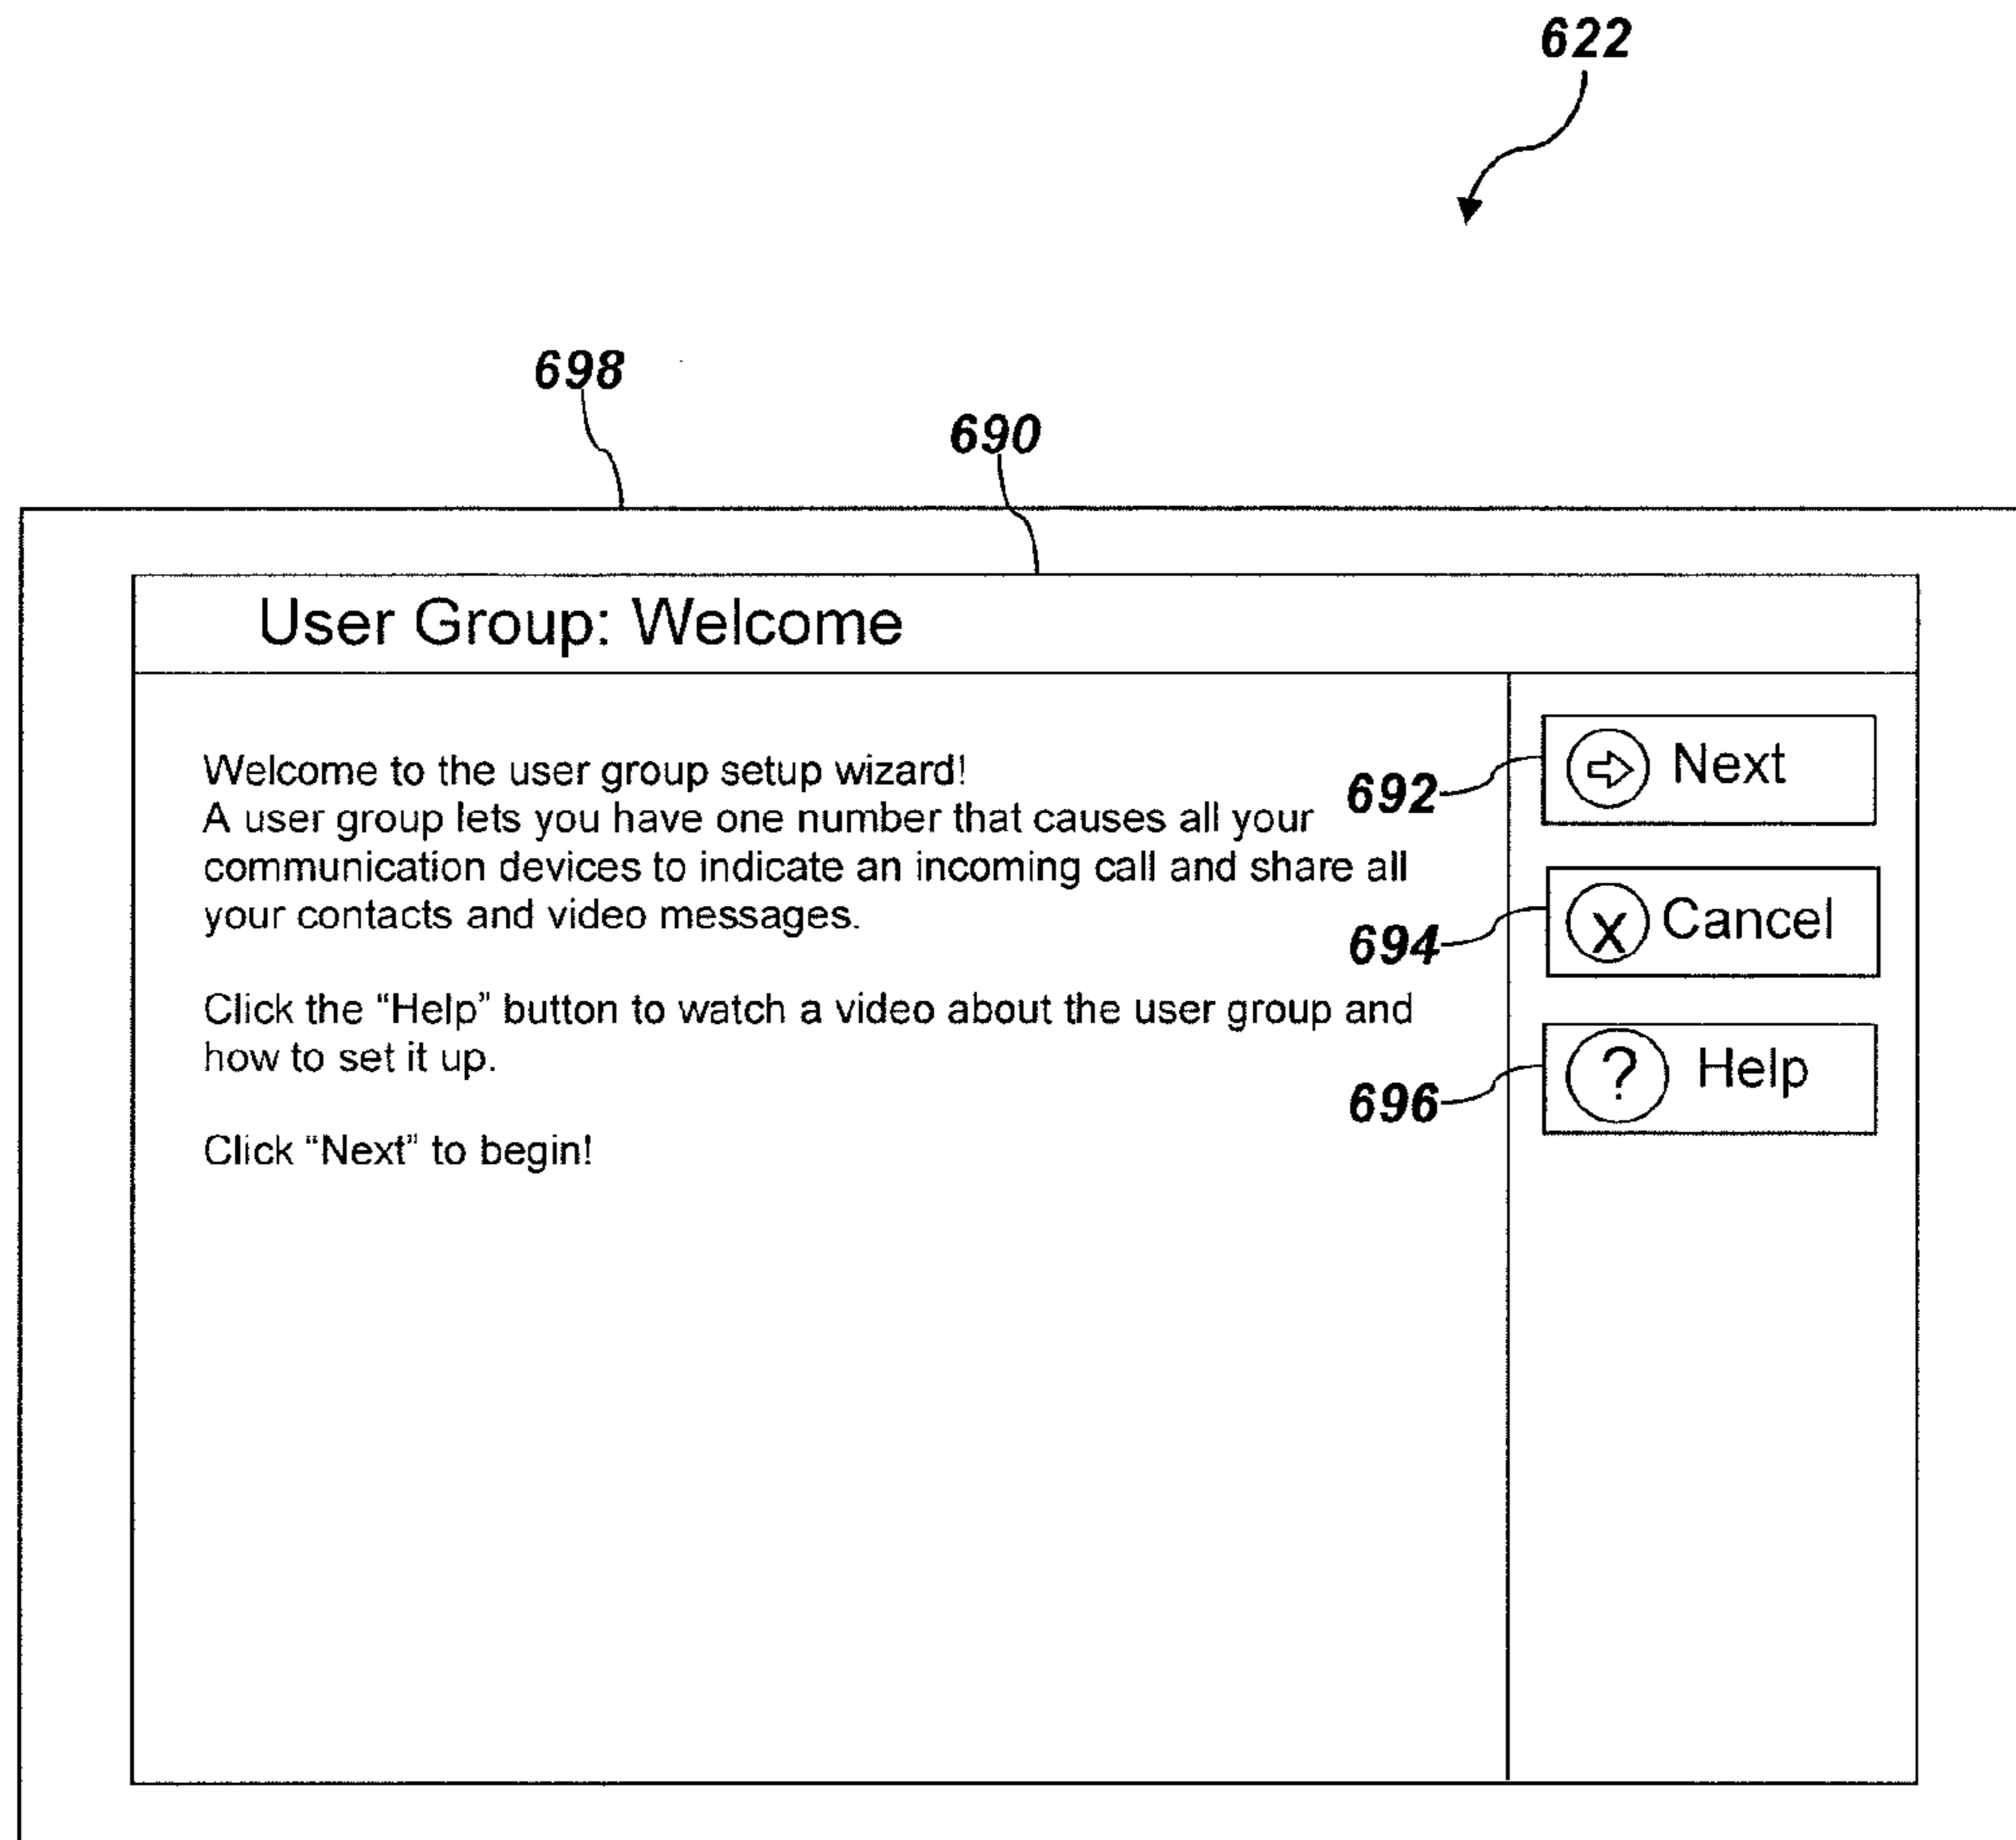 622
698
690
User Group: Welcome
Welcome to the user group setup wizard!
A user group lets you have one number that causes all your
communication devices to indicate an incoming call and share all
your contacts and video messages.
Click the “Help” button to watch a video about the user group and
how to set it up.
Click “Next” to begin!
692
Next
694
x Cancel
696
? Help